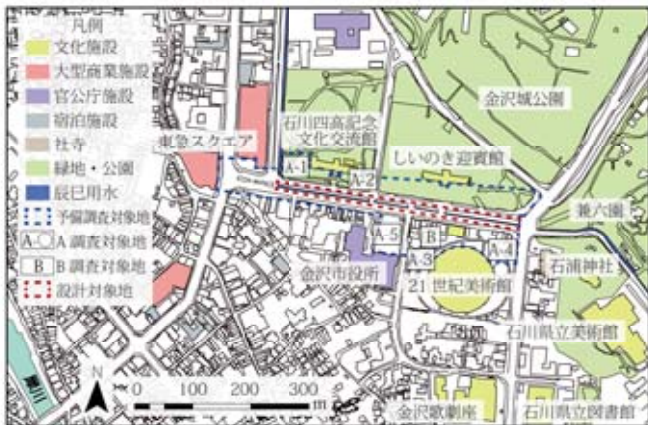 凡例
文化施設
大型商業施設
官公庁施設
宿泊施設
社寺
緑地・公園
辰巳用水
予備調査対象地
A-○ A 調査対象地
B B 調査対象地
設計対象地
東急スクエア
石川四高記念
文化交流館
金沢城公園
しいのき迎賓館
A-1
A-2
兼六園
A-5
B
A-4
A-3
金沢市役所
21世紀美術館
石浦神社
石川県立美術館
犀川
N
0 100 200 300
m
金沢歌劇座
石川県立図書館